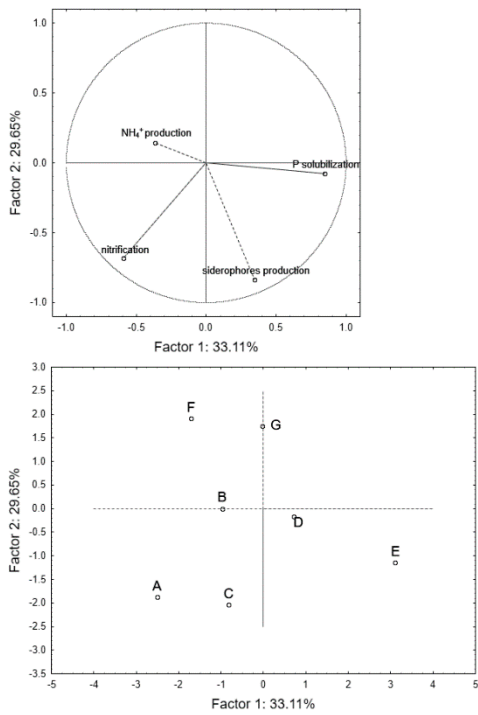 1.0
0.5
NH₄⁺ production
0.0
P solubilization
-0.5
nitrification
siderophores production
-1.0
-1.0 -0.5 0.0 0.5 1.0
Factor 2: 29.65%
Factor 1: 33.11%
3.0
2.5
2.0
F
G
1.5
1.0
0.5
B
0.0
D
-0.5
E
-1.0
-1.5
A
C
-2.0
-2.5
-3.0
-3.5
-5 -4 -3 -2 -1 0 1 2 3 4 5
Factor 2: 29.65%
Factor 1: 33.11%